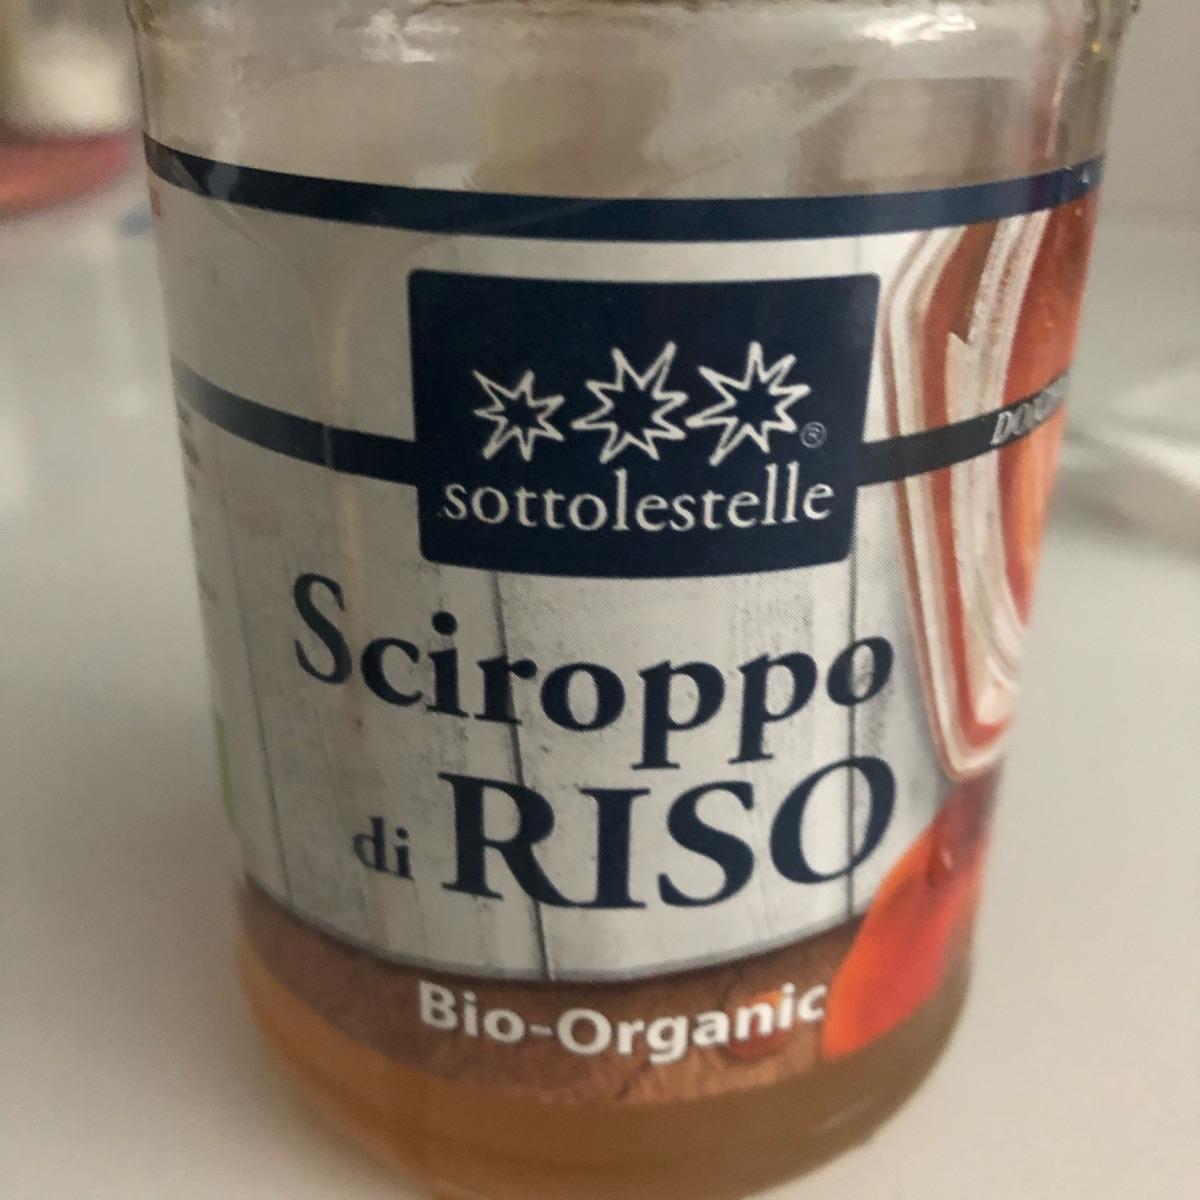 ®
sottolestelle
Sciroppo
di RISO
Bio-Organic